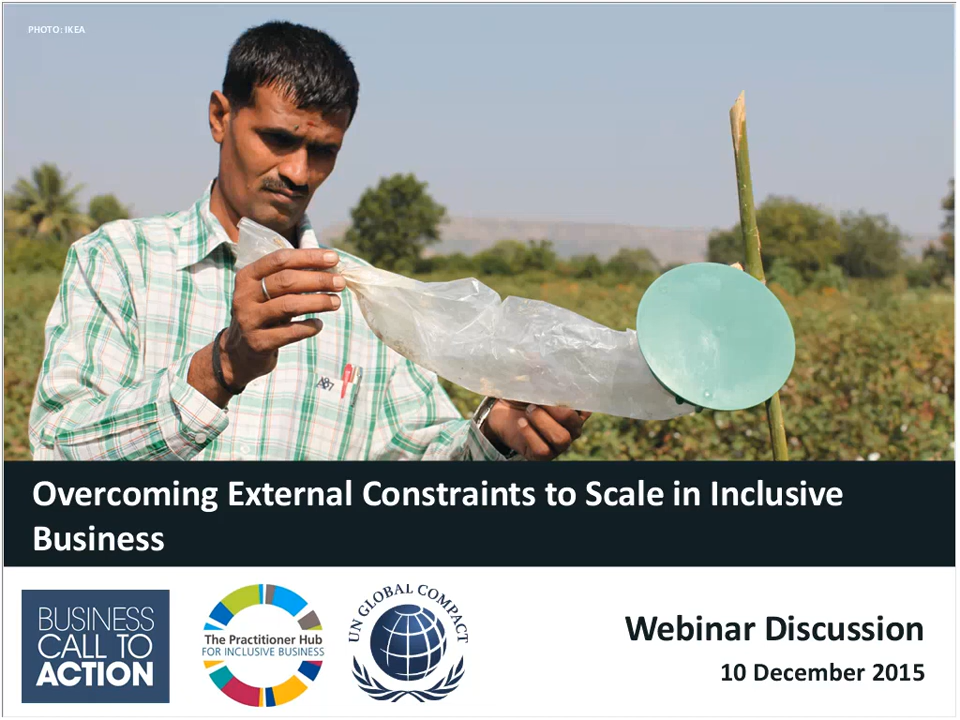 PHOTO: IKEA
A87
Overcoming External Constraints to Scale in Inclusive
Business
BUSINESS
CALL TO
ACTION
The Practitioner Hub
FOR INCLUSIVE BUSINESS
UN GLOBAL COMPACT
Webinar Discussion
10 December 2015